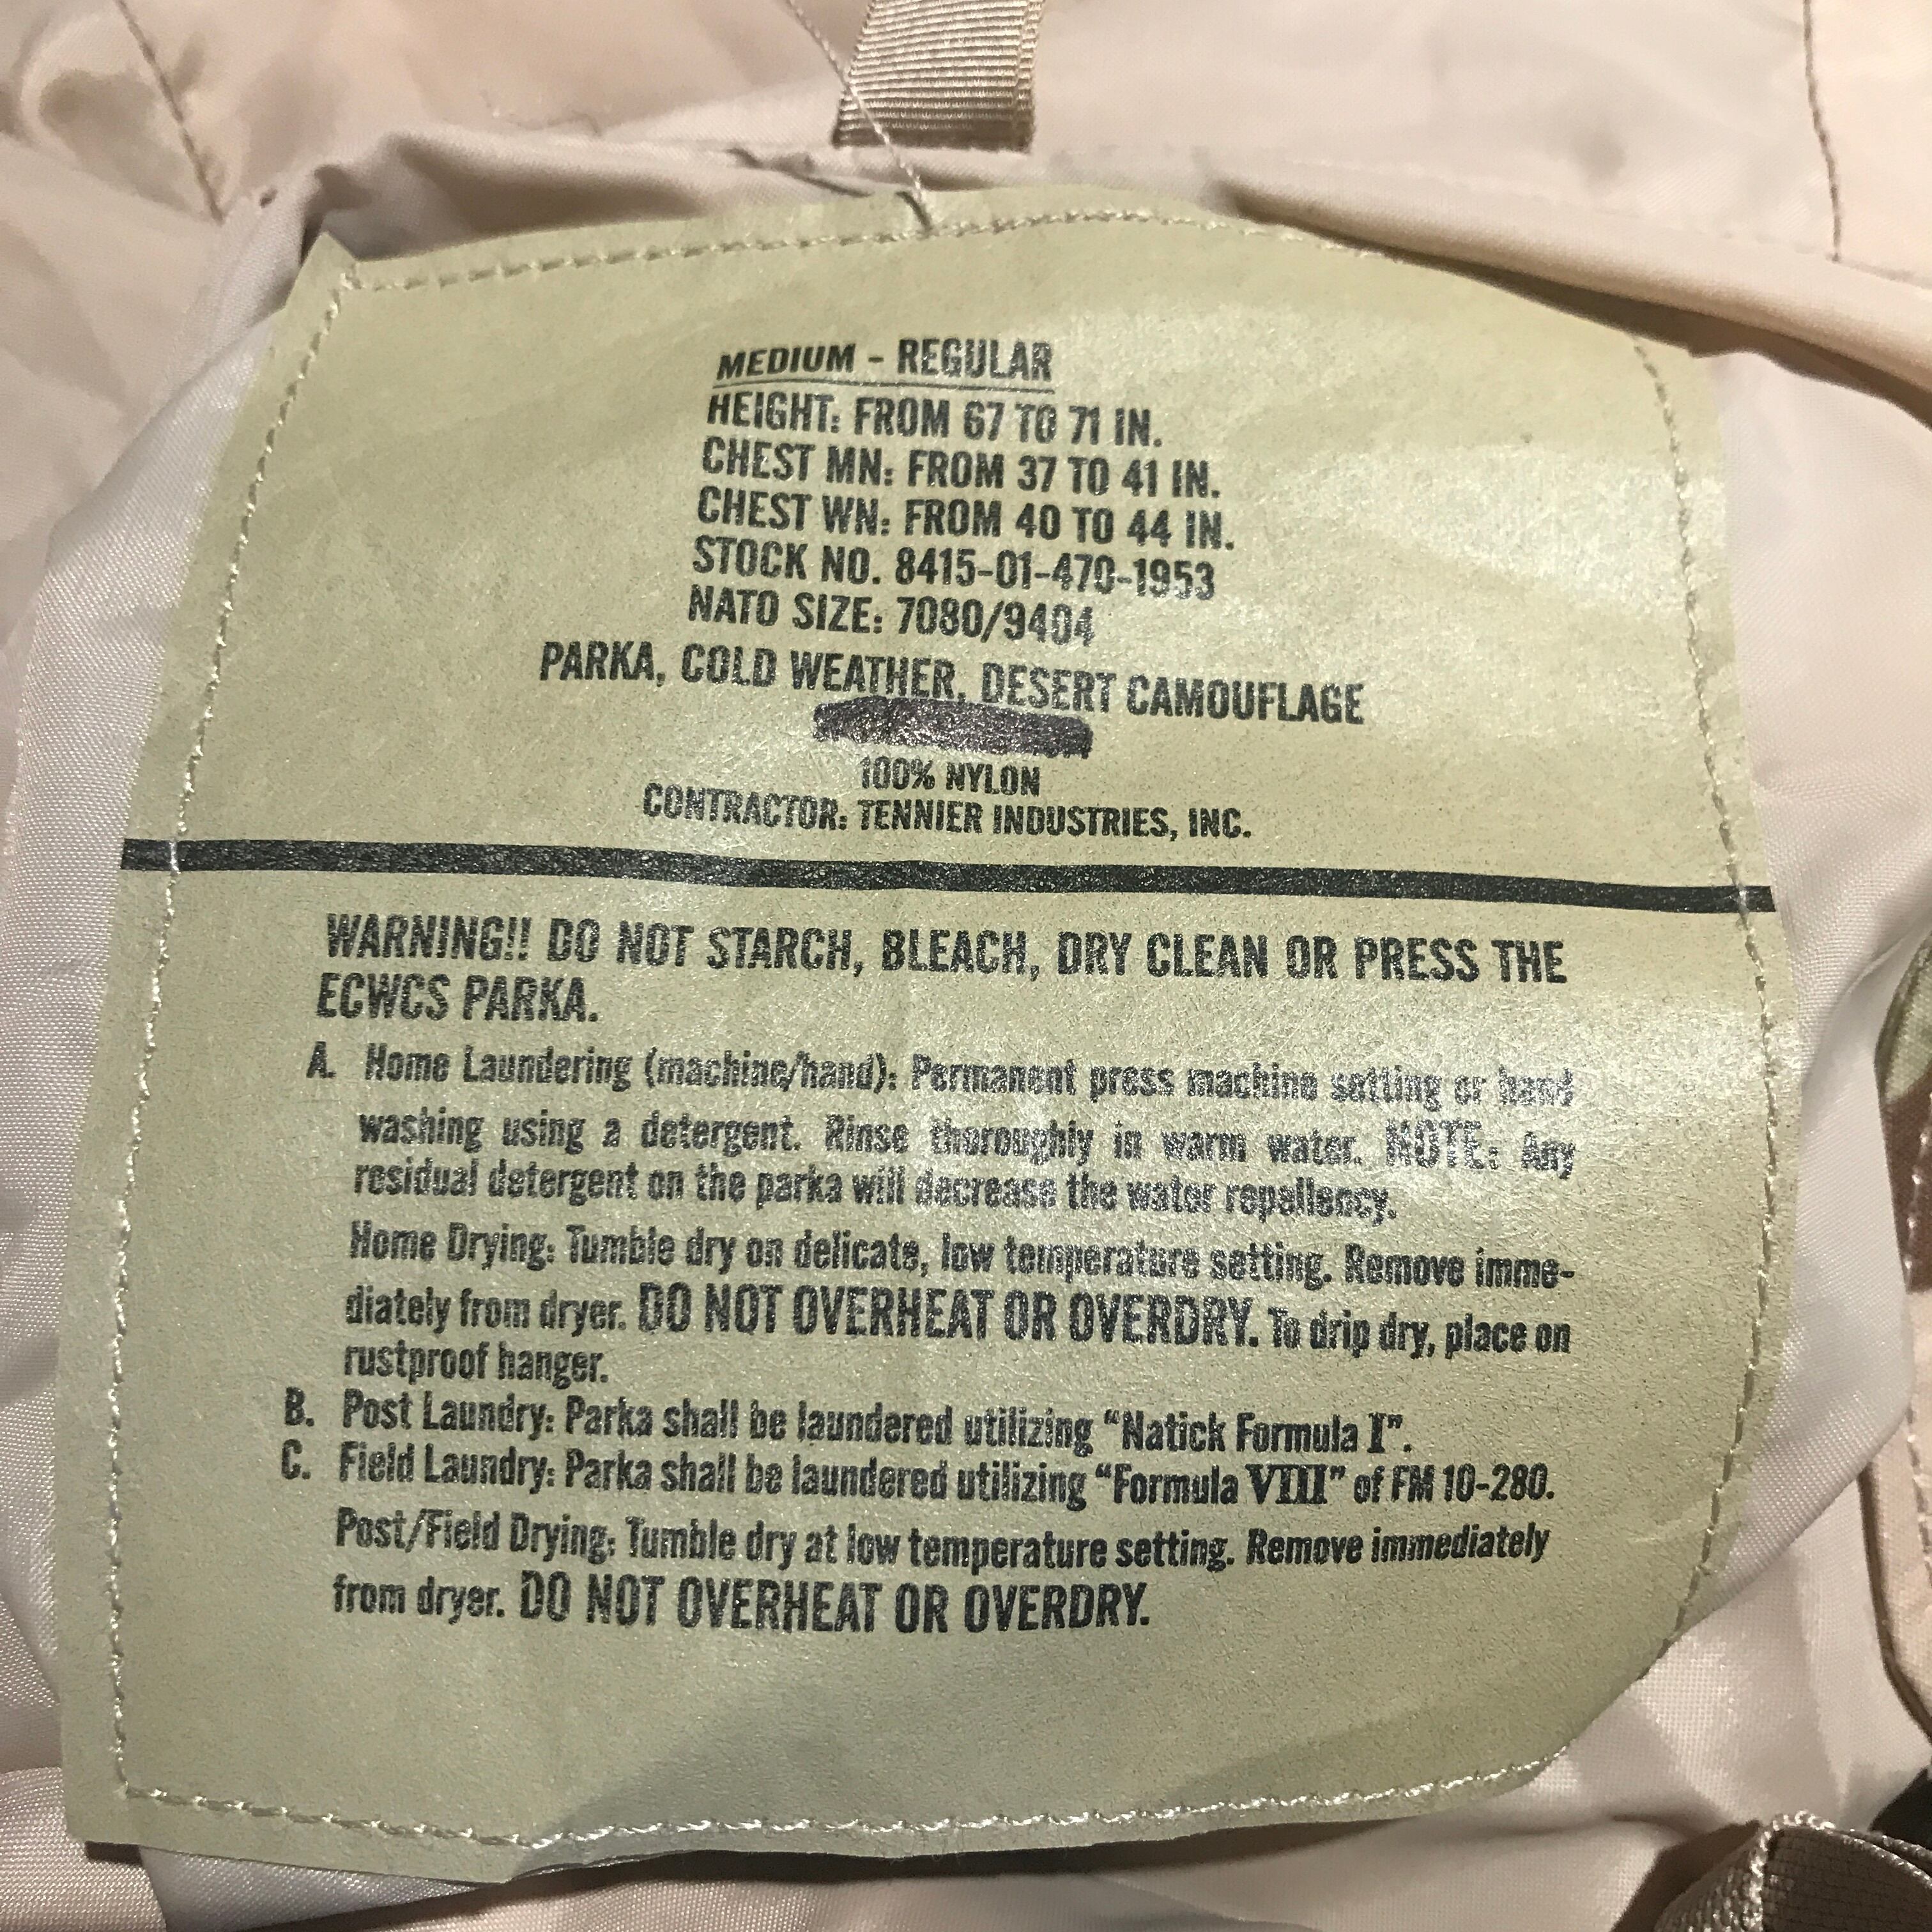 MEDIUM - REGULAR
HEIGHT: FROM 67 TO 71 IN.
CHEST MN: FROM 37 TO 41 IN.
CHEST WN: FROM 40 TO 44 IN.
STOCK NO. 8415-01-470-1953
NATO SIZE: 7080/9404
PARKA, COLD WEATHER, DESERT CAMOUFLAGE
100% NYLON
CONTRACTOR: TENNIER INDUSTRIES, INC.
WARNING!! DO NOT STARCH, BLEACH, DRY CLEAN OR PRESS THE
ECWCS PARKA.
A. Home Laundering (machine/hand): Permanent press machine setting or hand
washing using a detergent. Rinse thoroughly in warm water. NOTE: Any
residual detergent on the parka will decrease the water repellency.
Home Drying: Tumble dry on delicate, low temperature setting. Remove imme-
diately from dryer. DO NOT OVERHEAT OR OVERDRY. To drip dry, place on
rustproof hanger.
B. Post Laundry: Parka shall be laundered utilizing “Natick Formula I”.
C. Field Laundry: Parka shall be laundered utilizing “Formula VIII” of FM 10-280.
Post/Field Drying: Tumble dry at low temperature setting. Remove immediately
from dryer. DO NOT OVERHEAT OR OVERDRY.